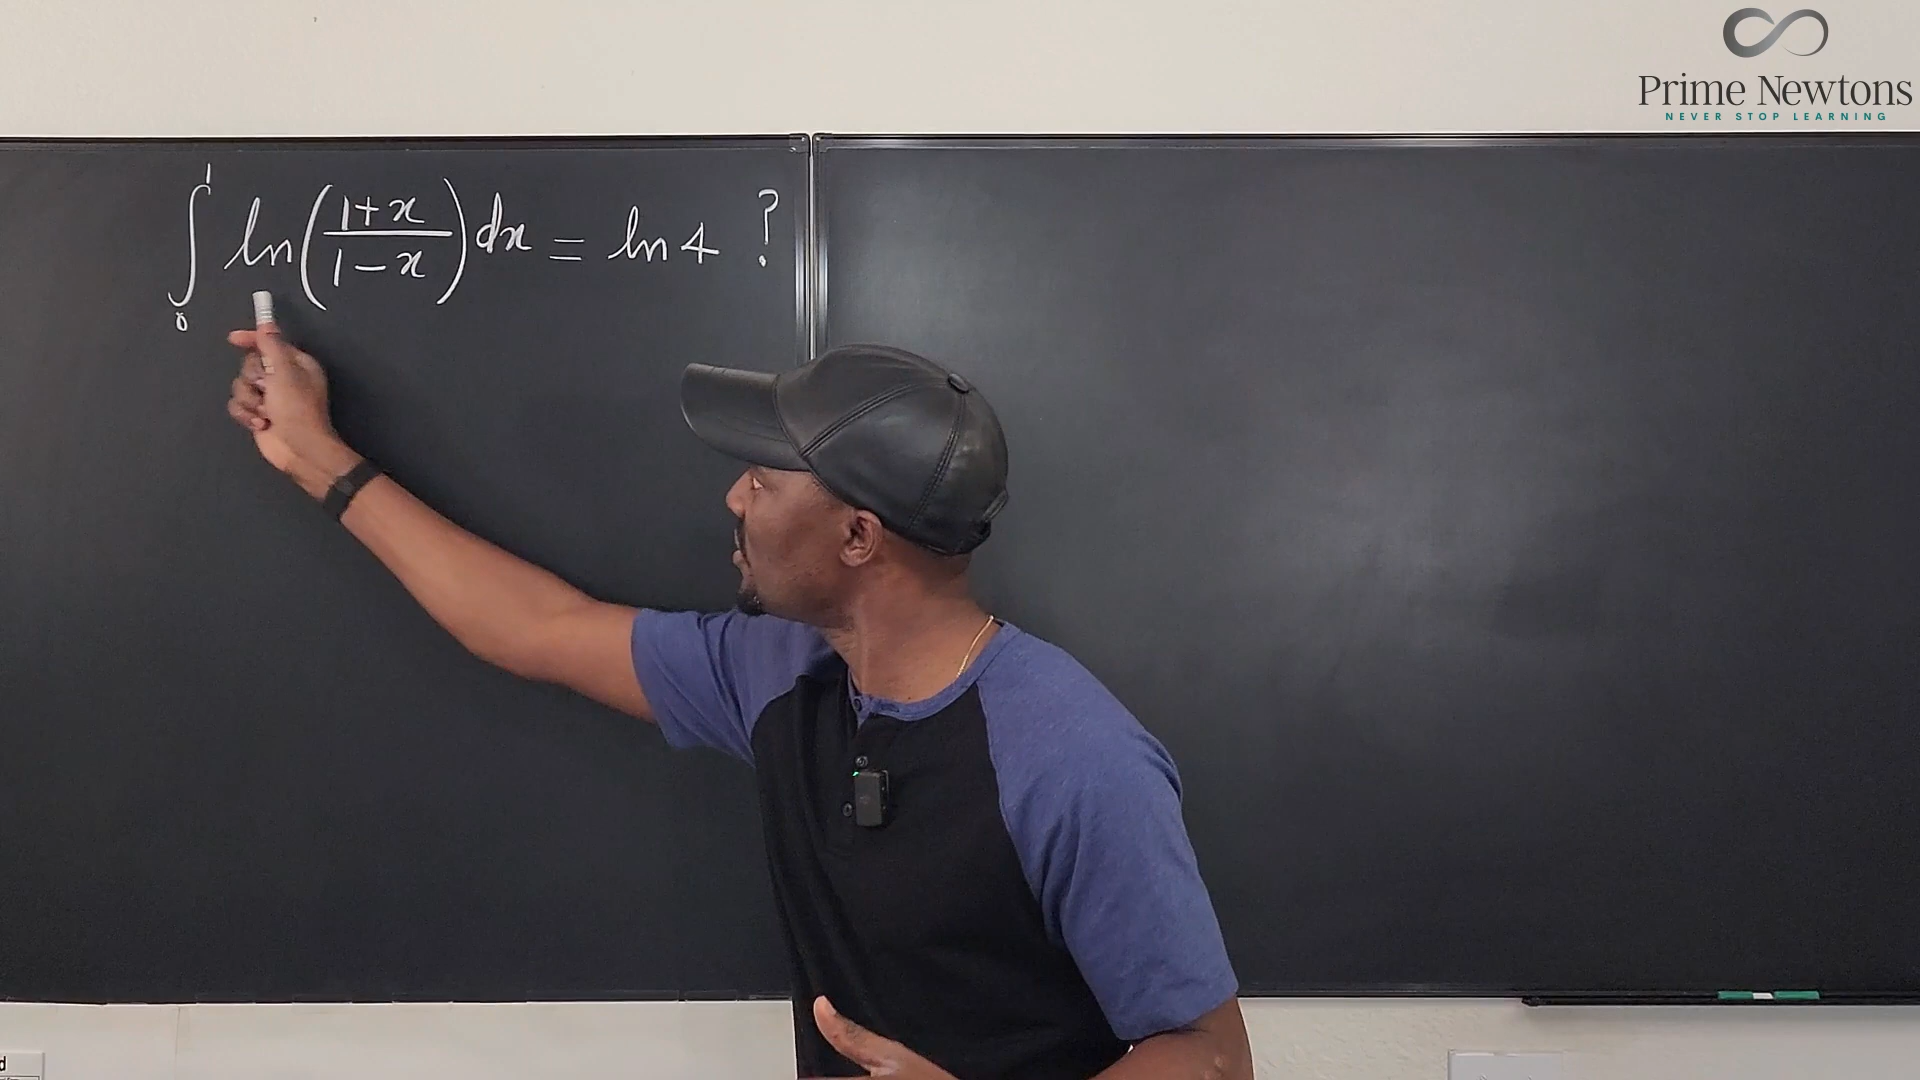 Prime Newtons
NEVER STOP LEARNING
∫₀¹ ln((1+x)/(1-x)) dx = ln 4 ?
d